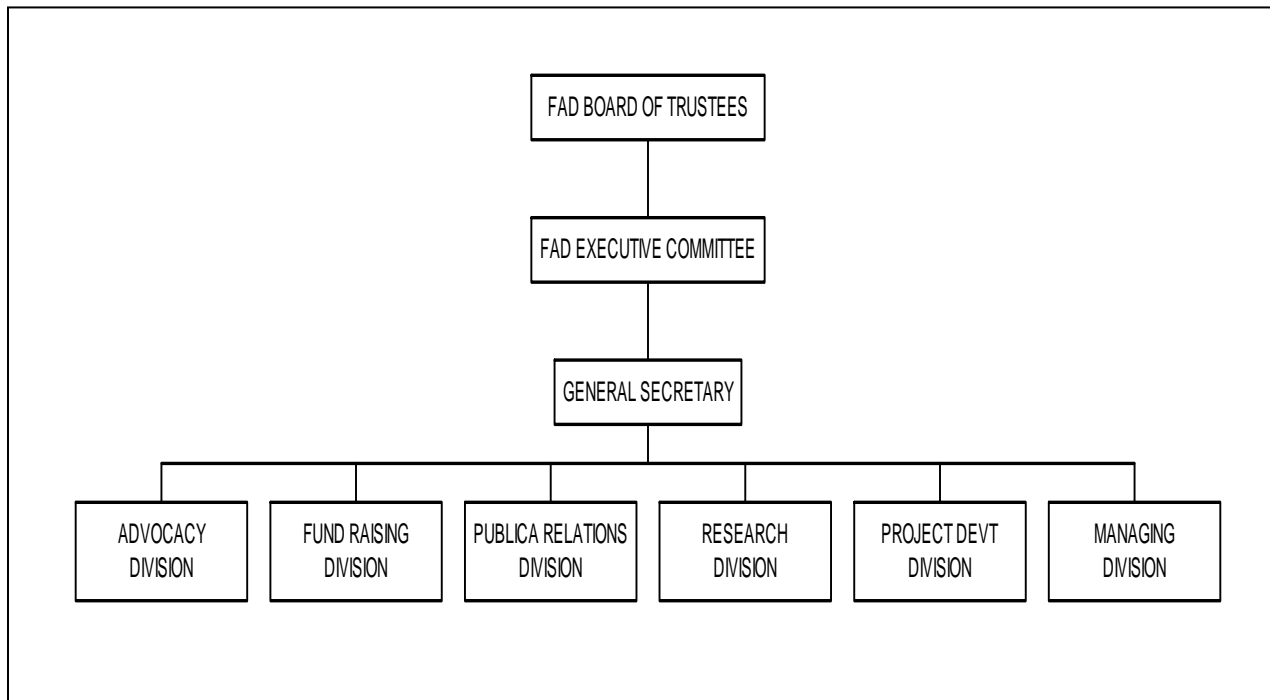 FAD BOARD OF TRUSTEES
FAD EXECUTIVE COMMITTEE
GENERAL SECRETARY
ADVOCACY
DIVISION
FUND RAISING
DIVISION
PUBLICA RELATIONS
DIVISION
RESEARCH
DIVISION
PROJECT DEVT
DIVISION
MANAGING
DIVISION